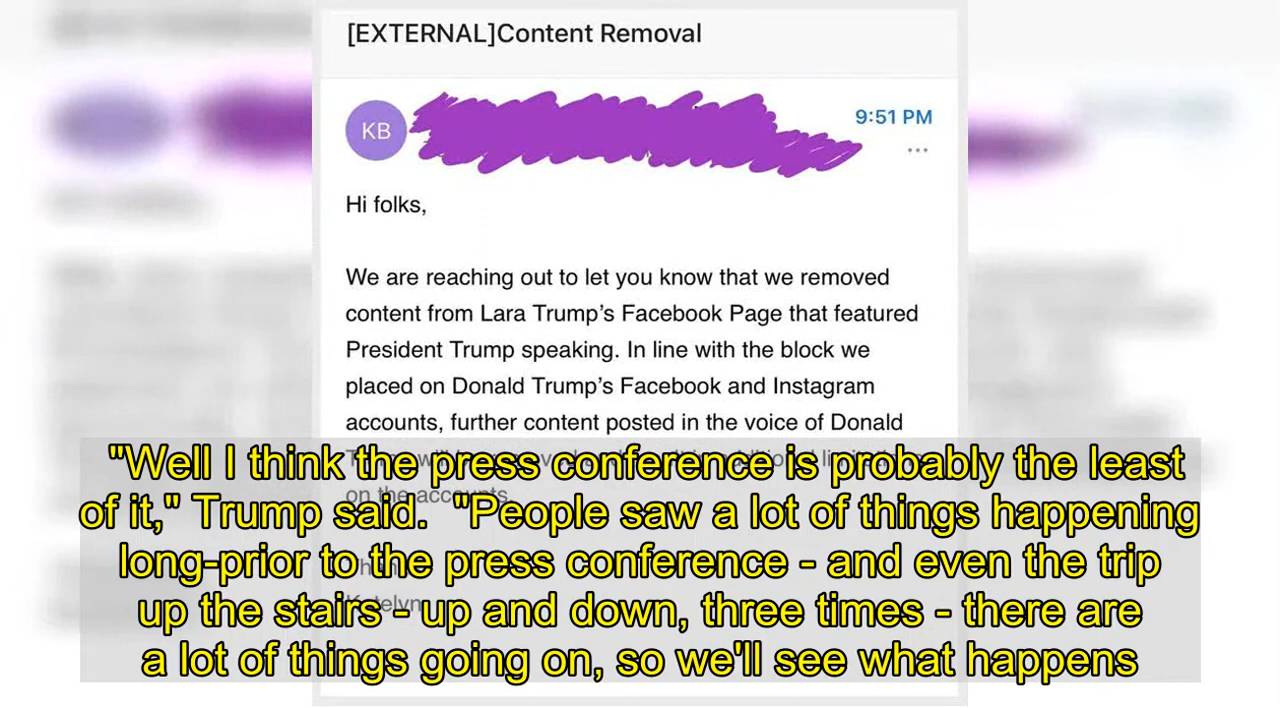 [EXTERNAL]Content Removal
KB
9:51 PM
Hi folks,
We are reaching out to let you know that we removed
content from Lara Trump's Facebook Page that featured
President Trump speaking. In line with the block we
placed on Donald Trump's Facebook and Instagram
accounts, further content posted in the voice of Donald
on the accounts.
"Well I think the press conference is probably the least
of it," Trump said.  "People saw a lot of things happening
long-prior to the press conference - and even the trip
up the stairs - up and down, three times - there are
a lot of things going on, so we'll see what happens